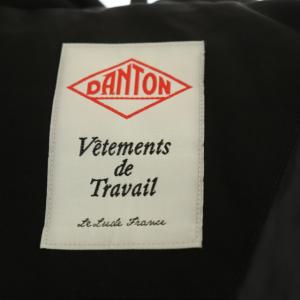 DANTON
Vêtements
de
Travail
Le Lude France